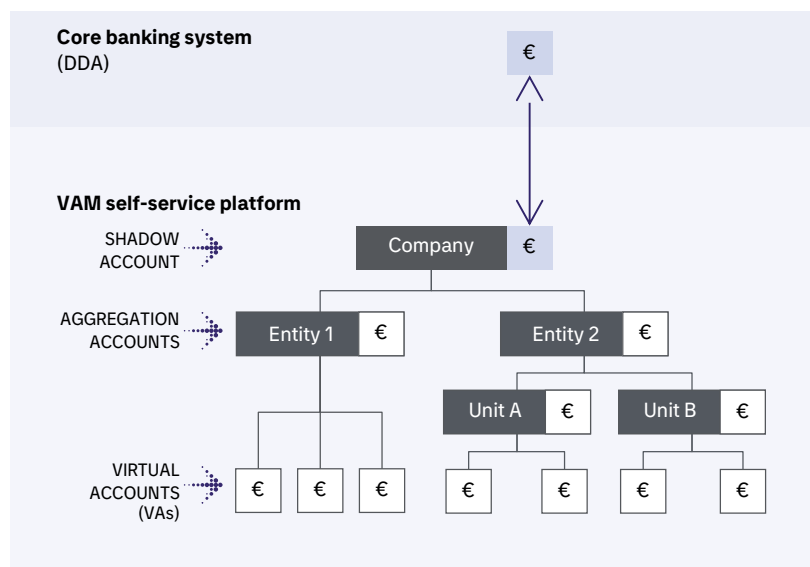 Core banking system
(DDA)
€
VAM self-service platform
SHADOW
ACCOUNT
Company
€
AGGREGATION
ACCOUNTS
Entity 1
€
Entity 2
€
Unit A
€
Unit B
€
VIRTUAL
ACCOUNTS
(VAs)
€
€
€
€
€
€
€